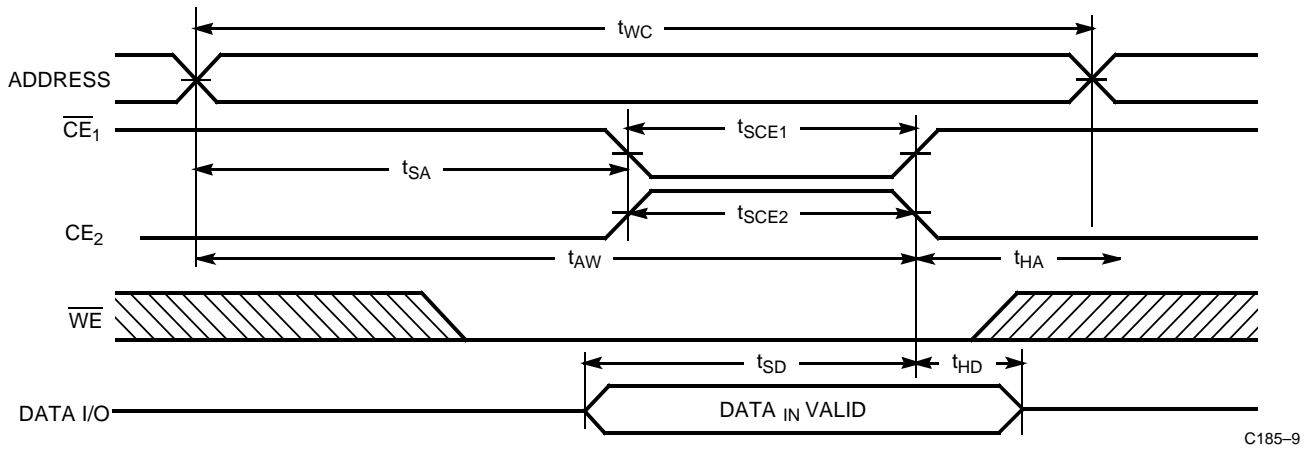 tWC
ADDRESS
CE1
tSCE1
tSA
tSCE2
CE2
tAW
tHA
WE
tSD
tHD
DATA I/O
DATA IN VALID
C185–9